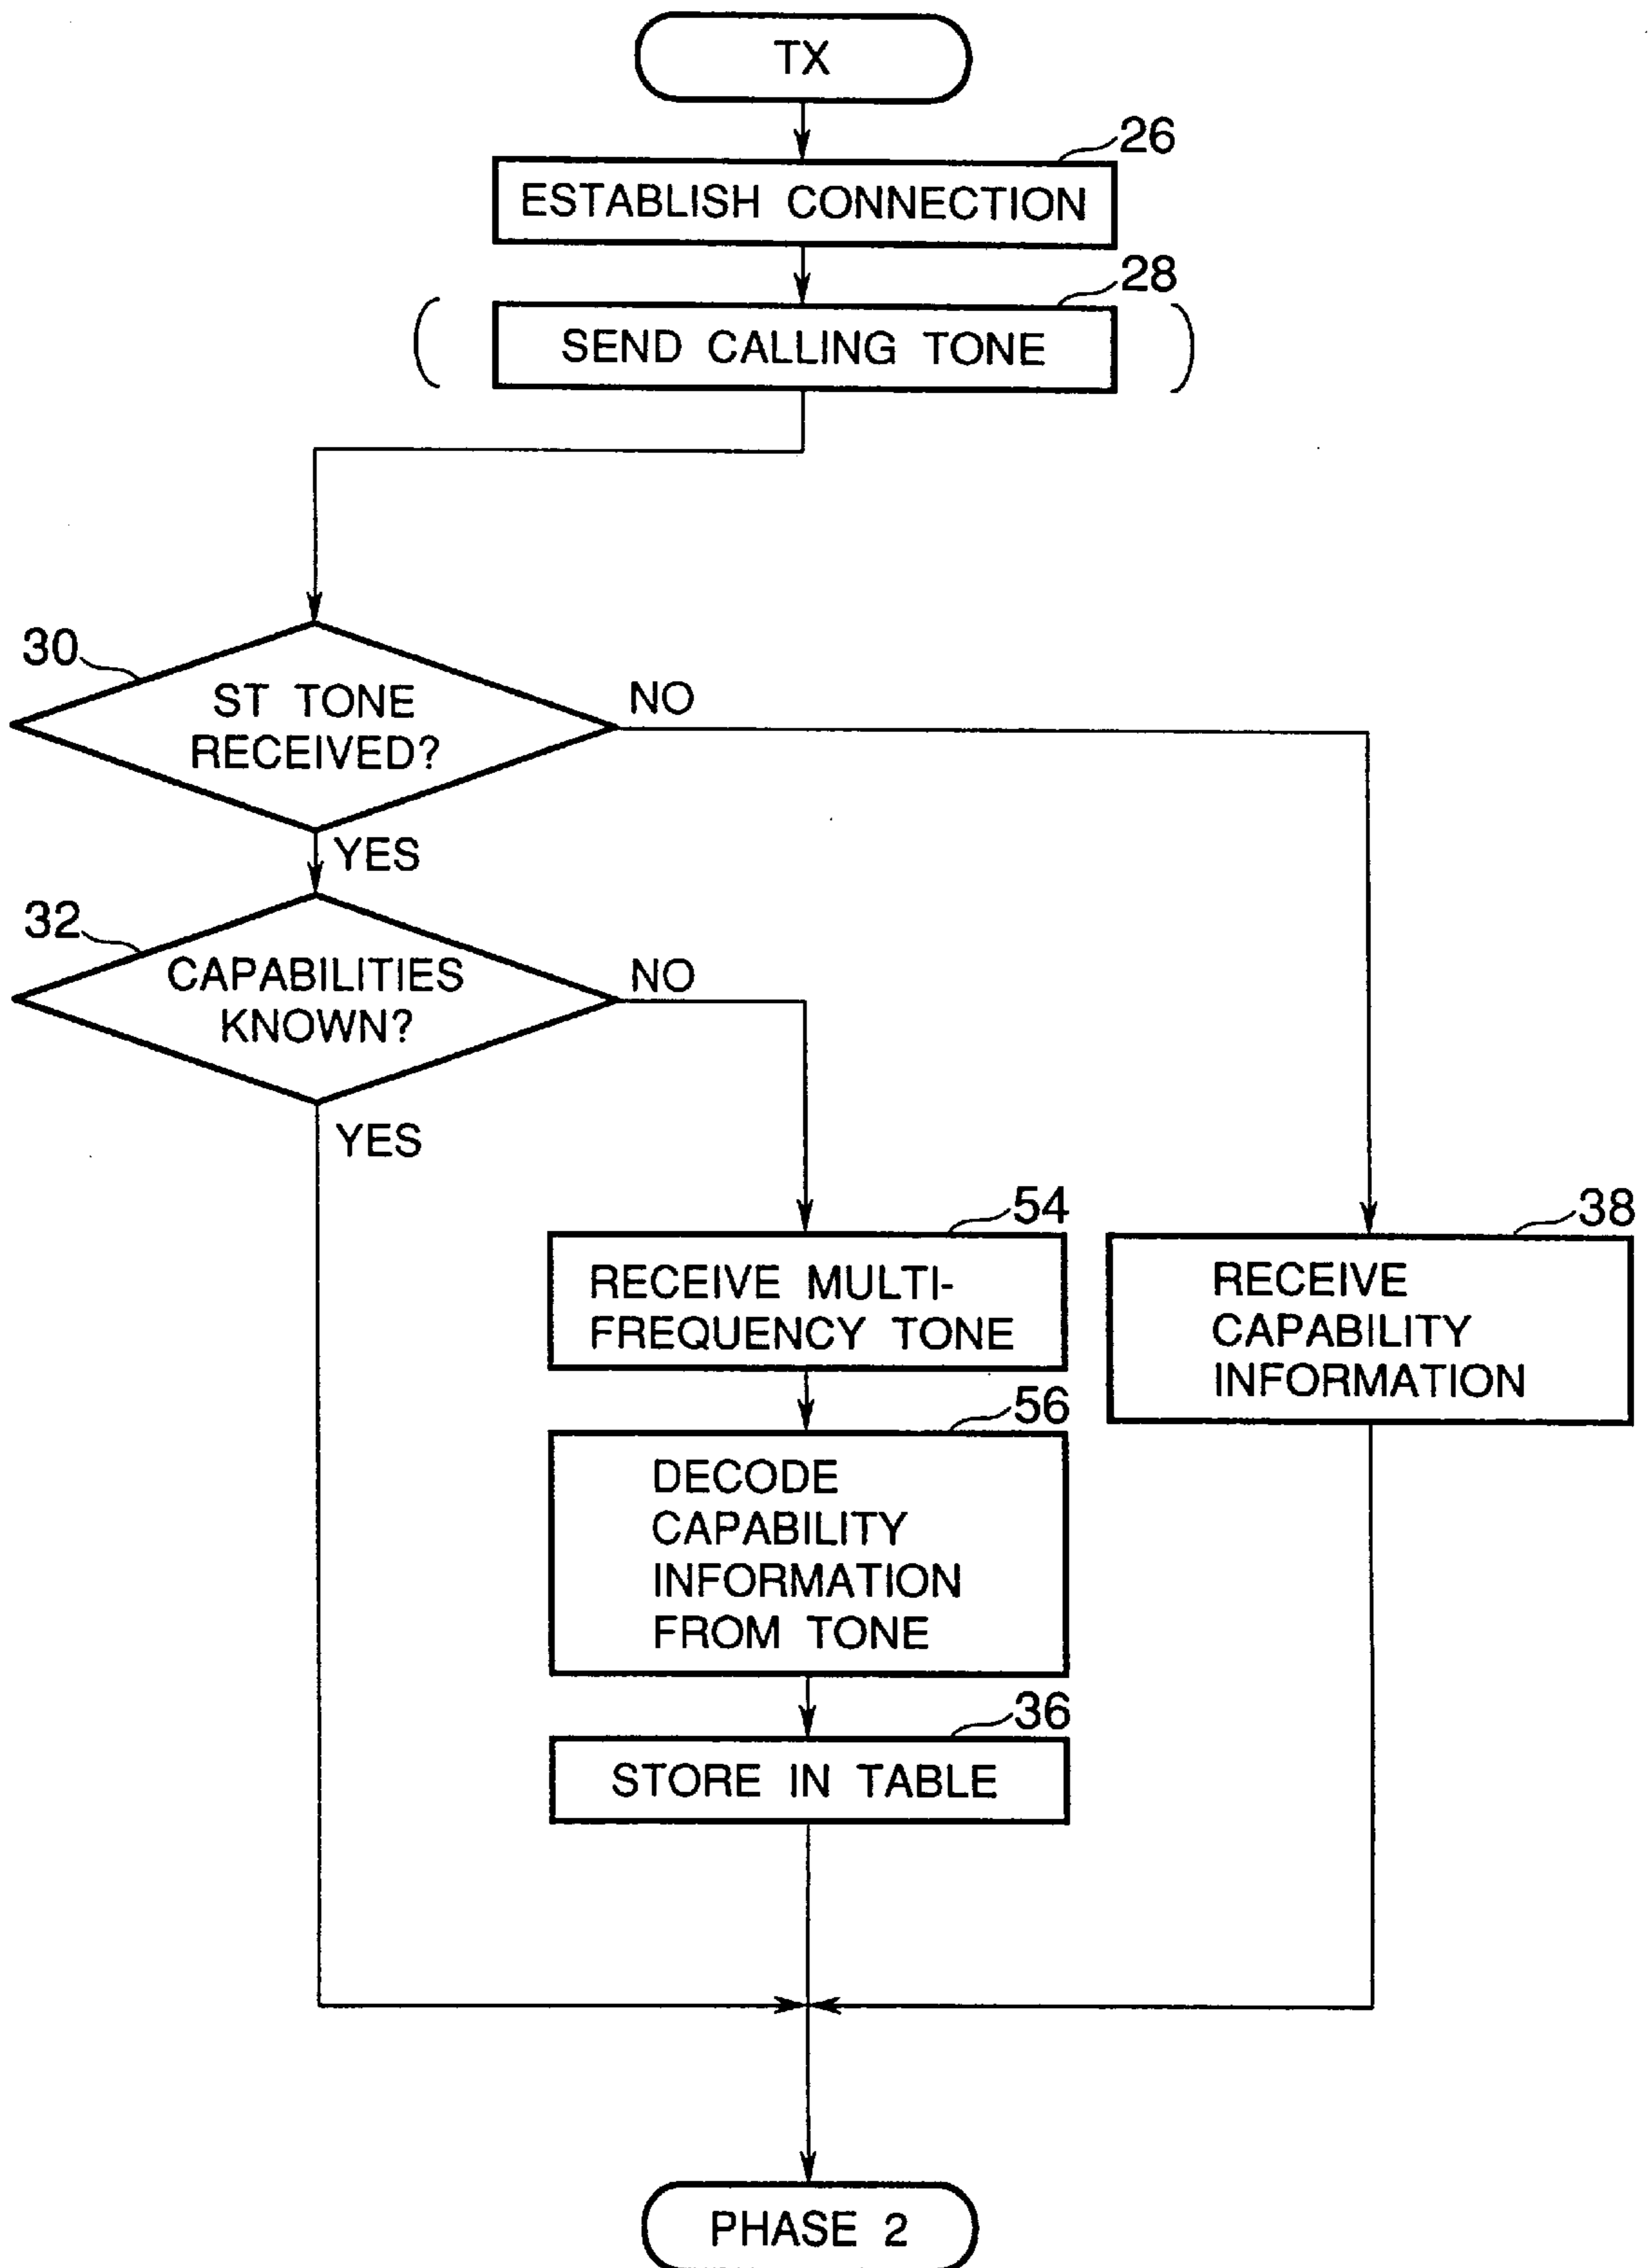 TX
26
ESTABLISH CONNECTION
28
( SEND CALLING TONE )
30
ST TONE
RECEIVED?
NO
YES
32
CAPABILITIES
KNOWN?
NO
YES
54
RECEIVE MULTI-
FREQUENCY TONE
38
RECEIVE
CAPABILITY
INFORMATION
56
DECODE
CAPABILITY
INFORMATION
FROM TONE
36
STORE IN TABLE
PHASE 2